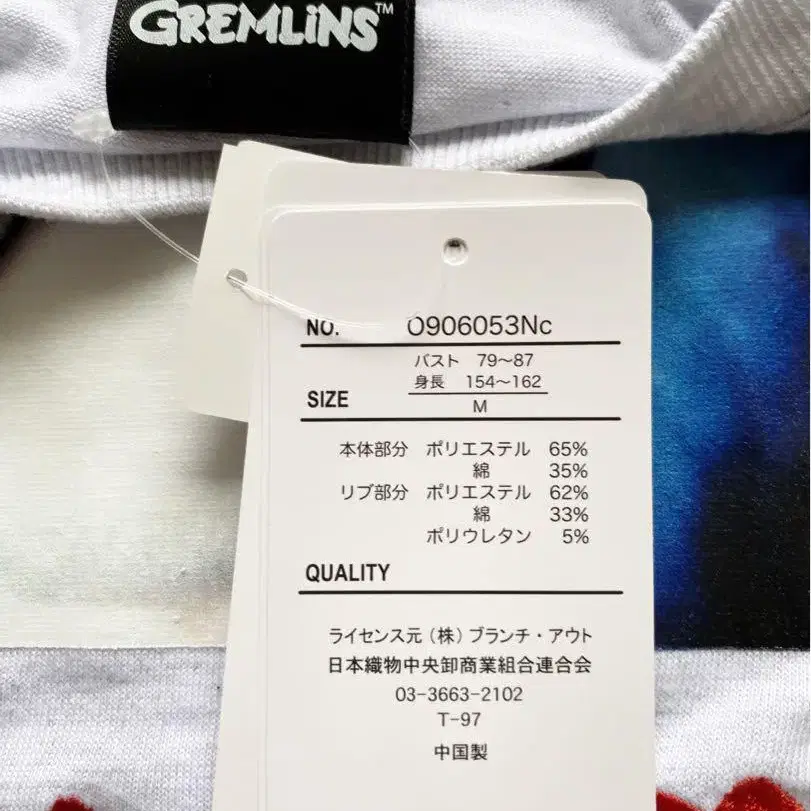 GREMLiNS™
NO. O906053Nc
バスト 79〜87
身長 154〜162
SIZE M
本体部分 ポリエステル 65%
綿 35%
リブ部分 ポリエステル 62%
綿 33%
ポリウレタン 5%
QUALITY
ライセンス元（株）ブランチ・アウト
日本織物中央卸商業組合連合会
03-3663-2102
T-97
中国製